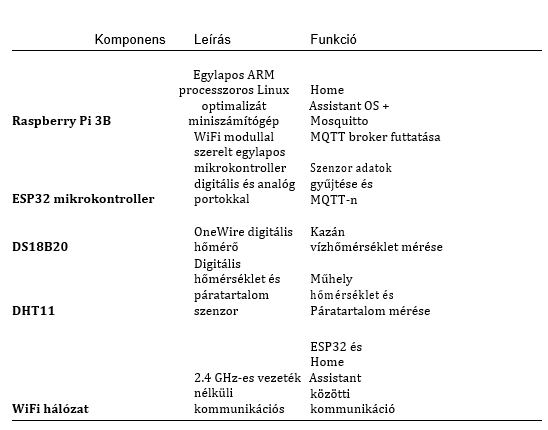 Komponens Leírás Funkció
Egylapos ARM
processzoros Linux Home
optimalizát Assistant OS +
Raspberry Pi 3B miniszámítógép Mosquitto
WiFi modullal MQTT broker futtatása
szerelt egylapos
mikrokontroller Szenzor adatok
digitális és analóg gyűjtése és
ESP32 mikrokontroller portokkal MQTT-n
OneWire digitális Kazán
DS18B20 hőmérő vízhőmérséklet mérése
Digitális
hőmérséklet és Műhely
páratartalom hőmérséklet és
DHT11 szenzor Páratartalom mérése
ESP32 és
Home
2.4 GHz-es vezeték Assistant
nélküli közötti
WiFi hálózat kommunikációs kommunikáció